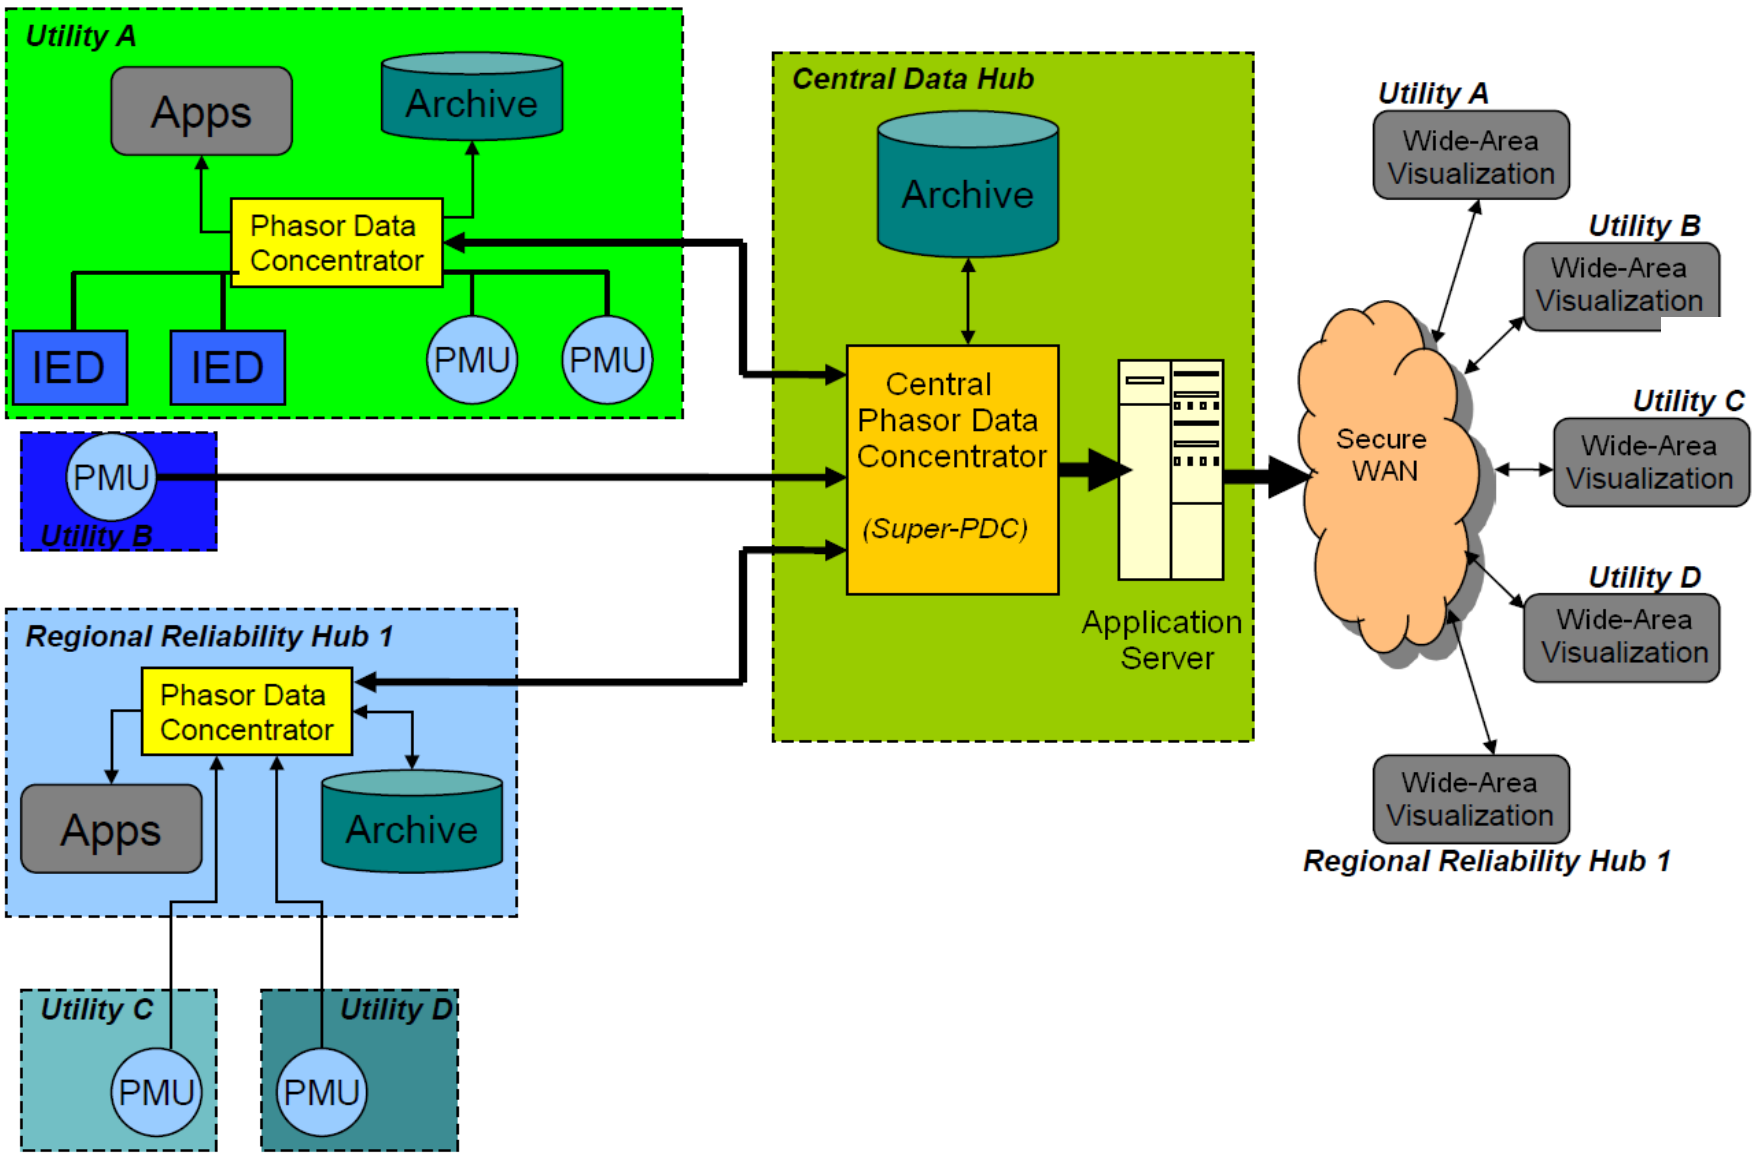 Utility A
Apps
Archive
Phasor Data
Concentrator
IED
IED
PMU
PMU
PMU
Utility B
Regional Reliability Hub 1
Phasor Data
Concentrator
Apps
Archive
Utility C
PMU
Utility D
PMU
Central Data Hub
Archive
Central
Phasor Data
Concentrator
(Super-PDC)
Application
Server
Secure
WAN
Utility A
Wide-Area
Visualization
Utility B
Wide-Area
Visualization
Utility C
Wide-Area
Visualization
Utility D
Wide-Area
Visualization
Wide-Area
Visualization
Regional Reliability Hub 1